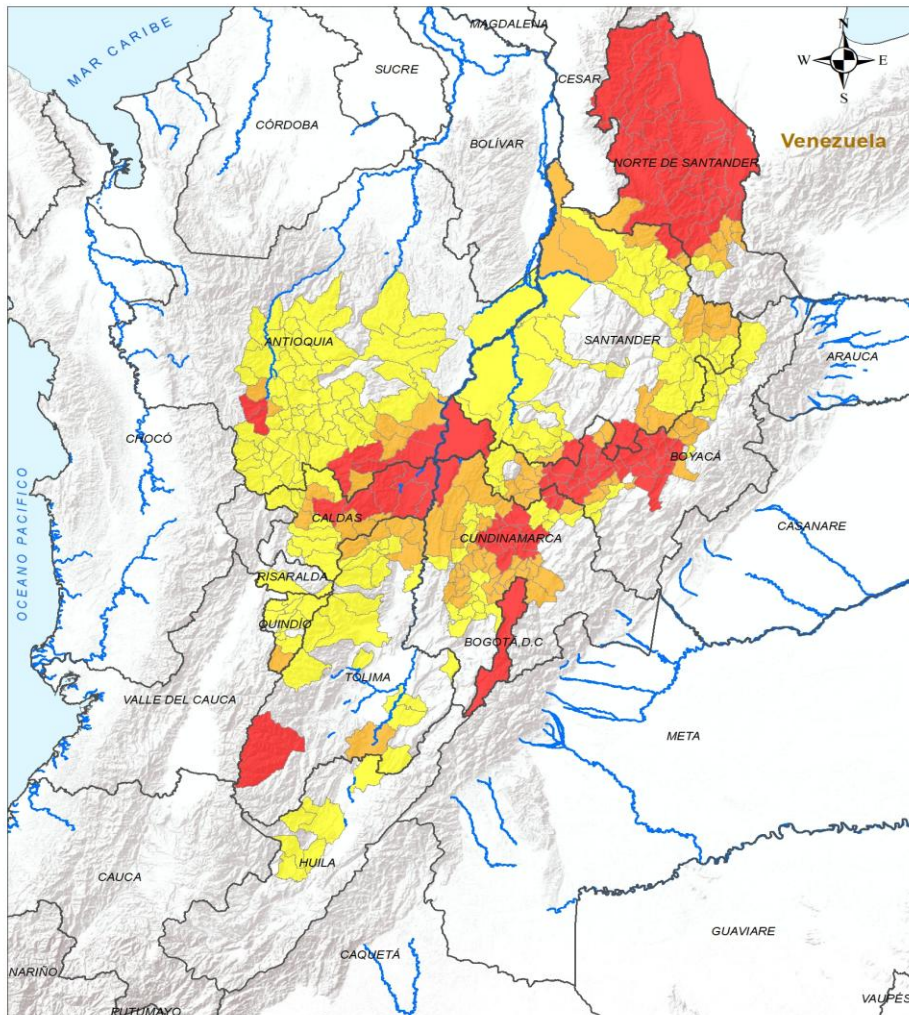 MAGDALENA
MAR CARIBE
N
W E
S
SUCRE
CESAR
CÓRDOBA
BOLÍVAR
Venezuela
NORTE DE SANTANDER
ANTIOQUIA
SANTANDER
ARAUCA
CHOCÓ
BOYACÁ
OCEANO PACIFICO
CALDAS
CASANARE
CUNDINAMARCA
RISARALDA
QUINDÍO
BOGOTÁ, D.C
TOLIMA
VALLE DEL CAUCA
META
HUILA
CAUCA
GUAVIARE
CAQUETÁ
NARIÑO
PUTUMAYO
VAUPÉS